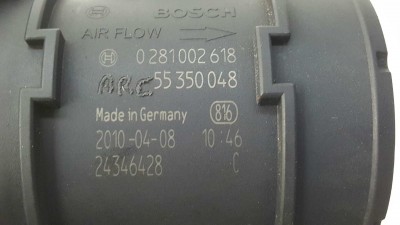 BOSCH
AIR FLOW
0 281 002 618
55 350 048
Made in Germany 816
2010-04-08 10:46
24346428 C